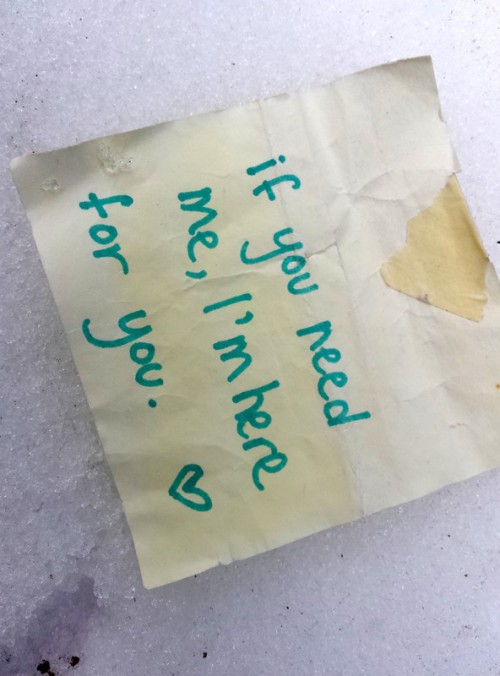 if you need
me, I'm here
for you. ♡